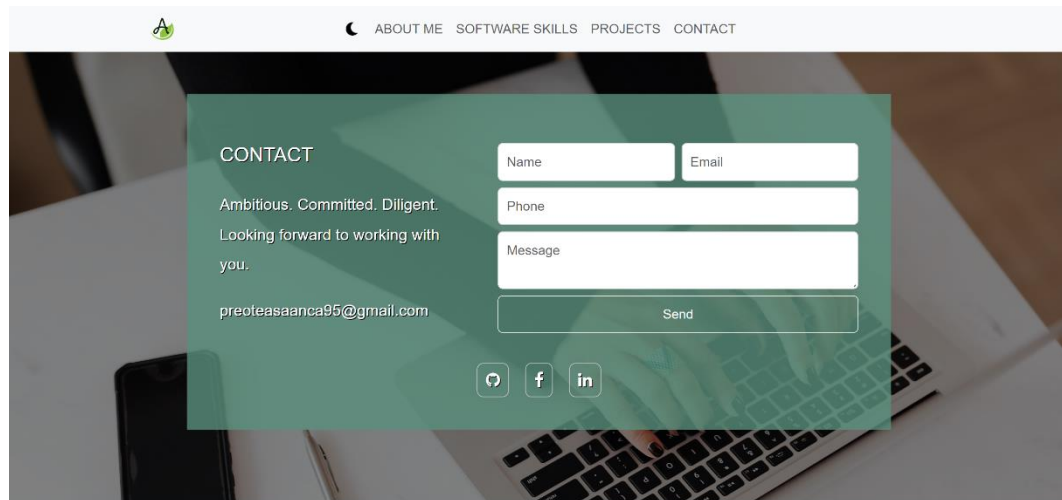 A
ABOUT ME SOFTWARE SKILLS PROJECTS CONTACT
CONTACT
Ambitious. Committed. Diligent.
Looking forward to working with
you.
preoteasaanca95@gmail.com
Name Email
Phone
Message
Send
f in